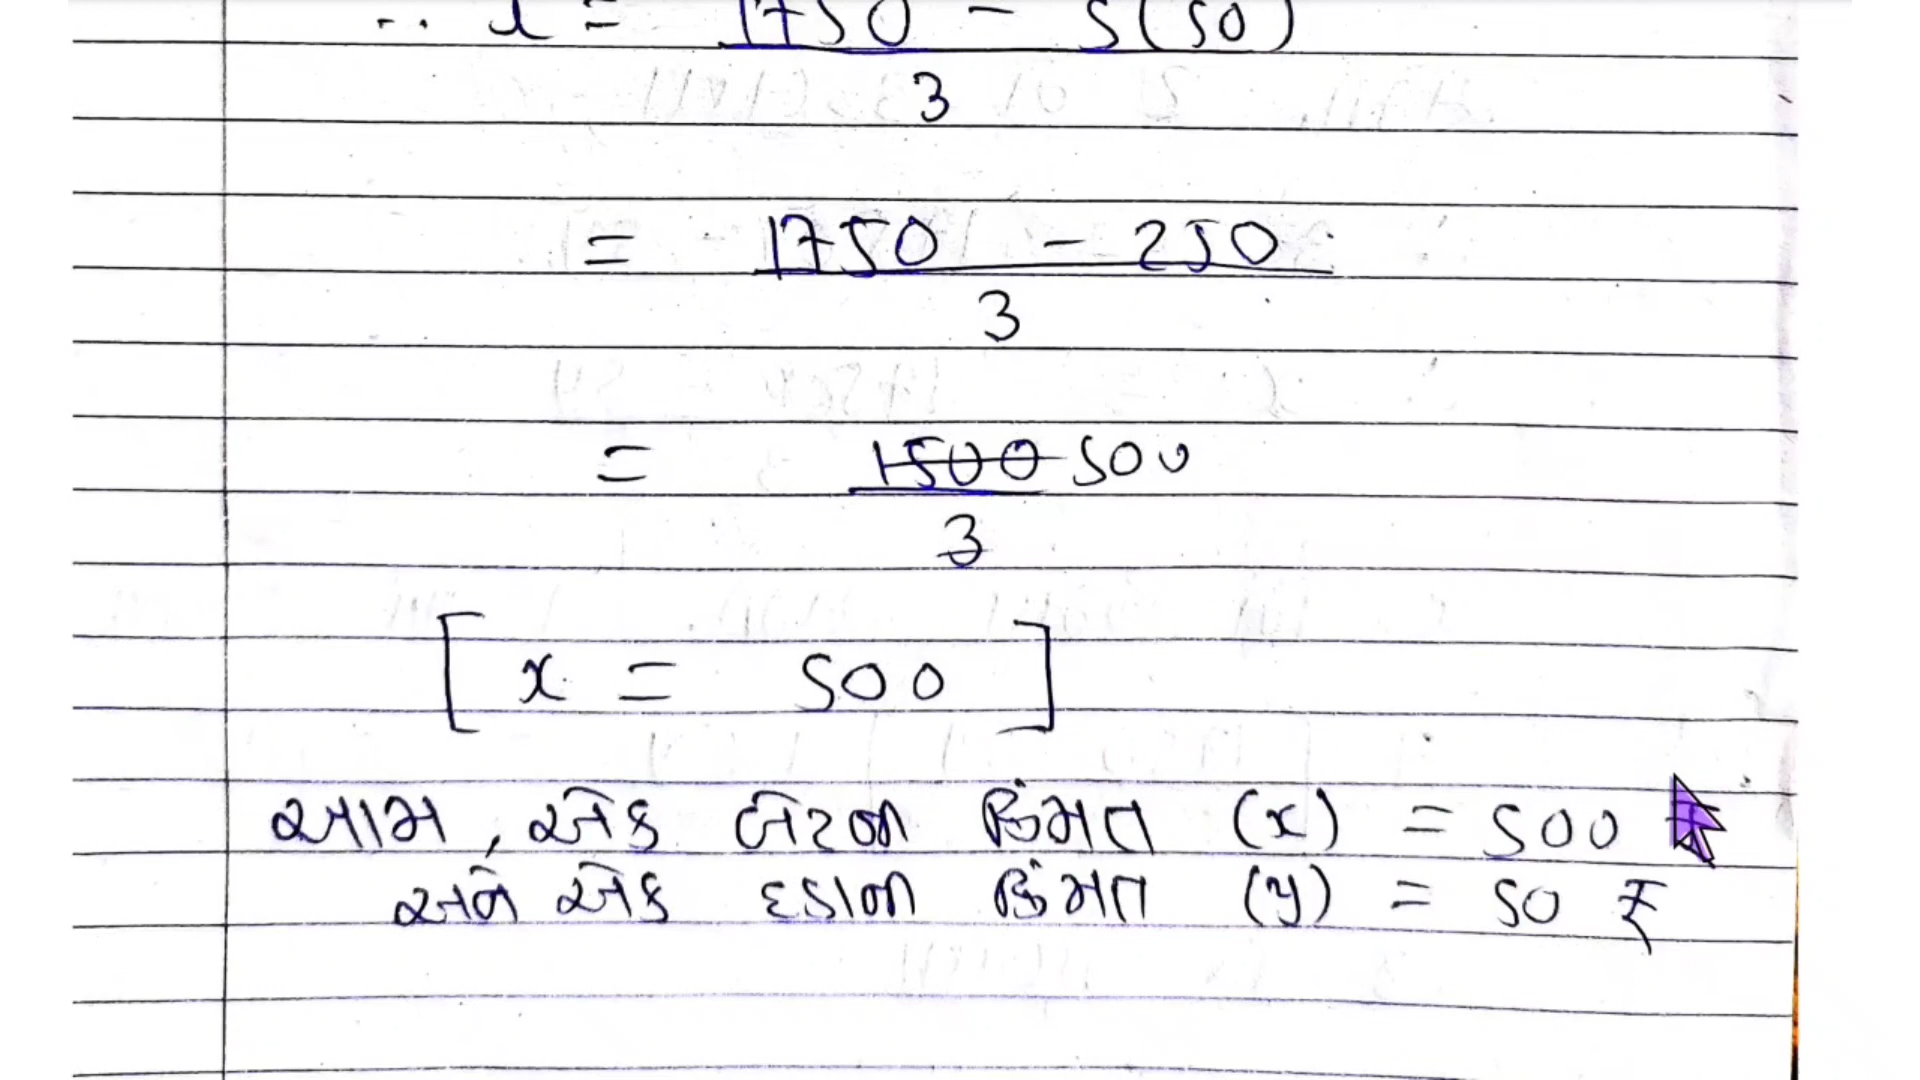 ∴ x = 1750 - 5(50)
3
= 1750 - 250
3
= 1500 500
3
[ x = 500 ]
આમ, એક બેટની કિંમત (x) = 500
અને એક દડાની કિંમત (y) = 50 ₹